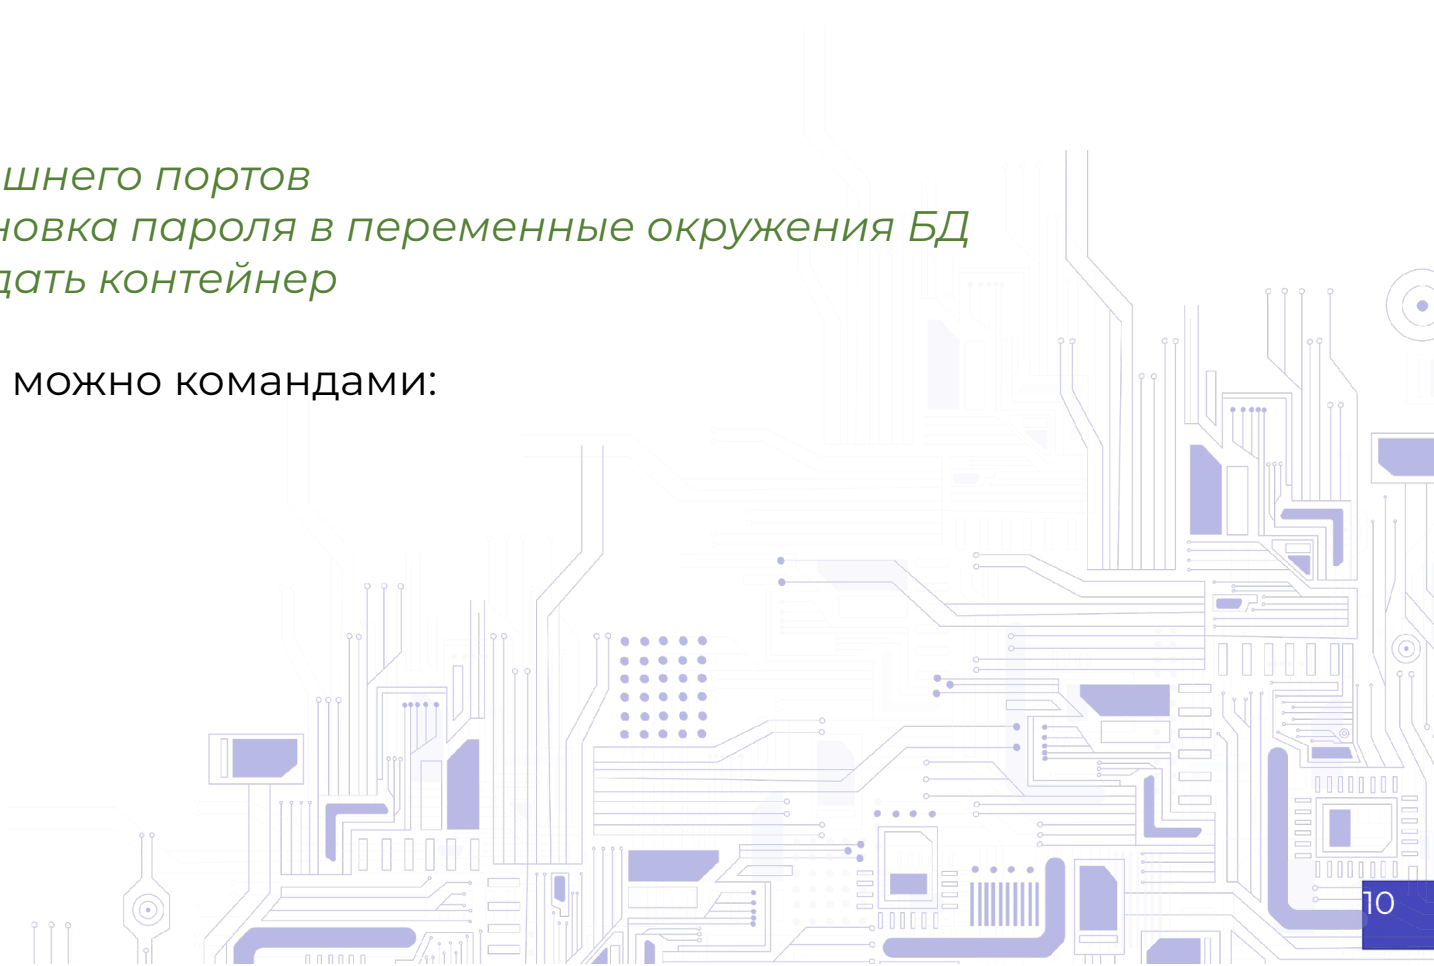 шнего портов
новка пароля в переменные окружения БД
дать контейнер
можно командами:
10